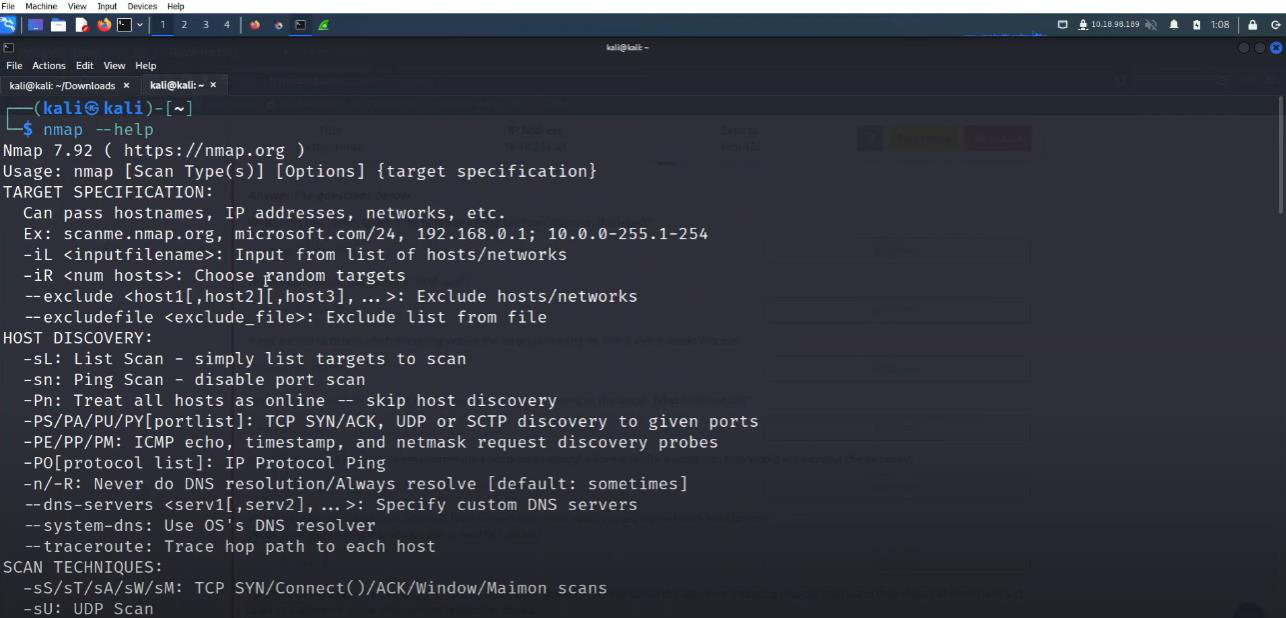 File Machine View Input Devices Help
1 2 3 4 10.18.98.189 1:08
kali@kali: ~
File Actions Edit View Help
kali@kali: ~/Downloads × kali@kali: ~ ×
┌──(kali㉿kali)-[~]
└─$ nmap --help
Nmap 7.92 ( https://nmap.org )
Usage: nmap [Scan Type(s)] [Options] {target specification}
TARGET SPECIFICATION:
Can pass hostnames, IP addresses, networks, etc.
Ex: scanme.nmap.org, microsoft.com/24, 192.168.0.1; 10.0.0-255.1-254
-iL <inputfilename>: Input from list of hosts/networks
-iR <num hosts>: Choose random targets
--exclude <host1[,host2][,host3],...>: Exclude hosts/networks
--excludefile <exclude_file>: Exclude list from file
HOST DISCOVERY:
-sL: List Scan - simply list targets to scan
-sn: Ping Scan - disable port scan
-Pn: Treat all hosts as online -- skip host discovery
-PS/PA/PU/PY[portlist]: TCP SYN/ACK, UDP or SCTP discovery to given ports
-PE/PP/PM: ICMP echo, timestamp, and netmask request discovery probes
-PO[protocol list]: IP Protocol Ping
-n/-R: Never do DNS resolution/Always resolve [default: sometimes]
--dns-servers <serv1[,serv2],...>: Specify custom DNS servers
--system-dns: Use OS's DNS resolver
--traceroute: Trace hop path to each host
SCAN TECHNIQUES:
-sS/sT/sA/sW/sM: TCP SYN/Connect()/ACK/Window/Maimon scans
-sU: UDP Scan